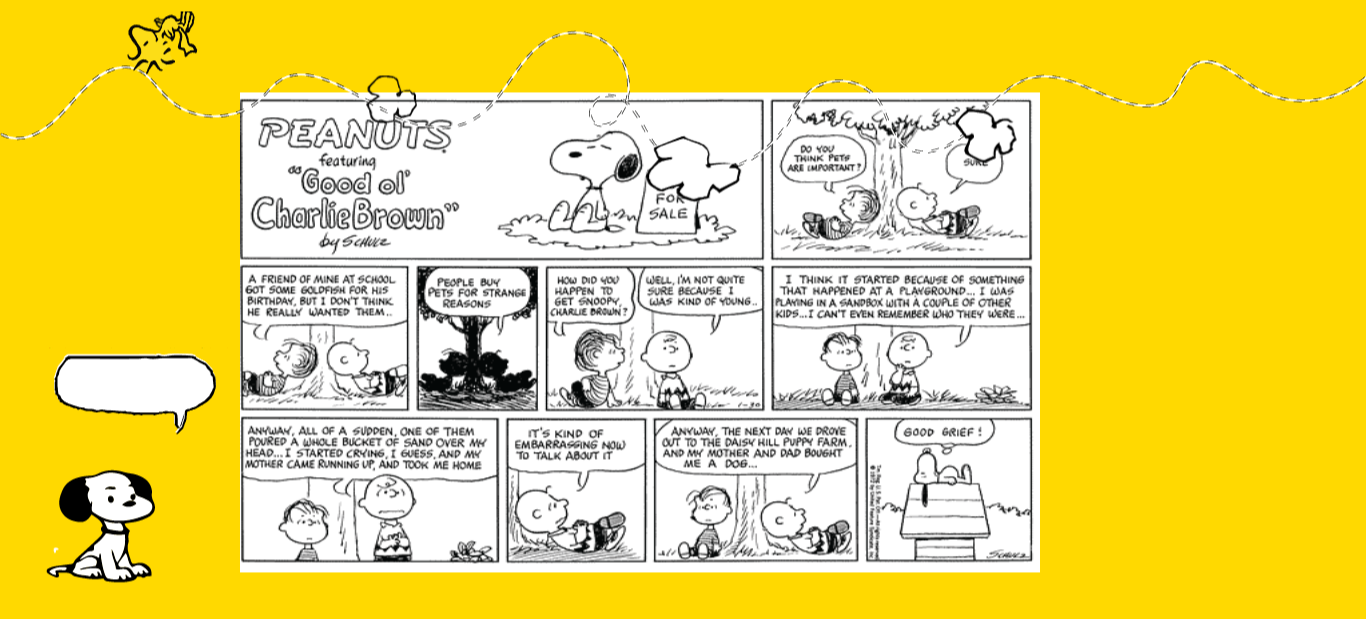 PEANUTS
featuring
"Good ol'
Charlie Brown"
by SCHULZ
FOR
SALE
DO YOU
THINK PETS
ARE IMPORTANT?
SURE
A FRIEND OF MINE AT SCHOOL
GOT SOME GOLDFISH FOR HIS
BIRTHDAY, BUT I DON'T THINK
HE REALLY WANTED THEM..
PEOPLE BUY
PETS FOR STRANGE
REASONS
HOW DID YOU
HAPPEN TO
GET SNOOPY,
CHARLIE BROWN?
WELL, I'M NOT QUITE
SURE BECAUSE I
WAS KIND OF YOUNG..
1-30
I THINK IT STARTED BECAUSE OF SOMETHING
THAT HAPPENED AT A PLAYGROUND... I WAS
PLAYING IN A SANDBOX WITH A COUPLE OF OTHER
KIDS...I CAN'T EVEN REMEMBER WHO THEY WERE...
ANYWAY, ALL OF A SUDDEN, ONE OF THEM
POURED A WHOLE BUCKET OF SAND OVER MY
HEAD...I STARTED CRYING, I GUESS, AND MY
MOTHER CAME RUNNING UP, AND TOOK ME HOME
IT'S KIND OF
EMBARRASSING NOW
TO TALK ABOUT IT
ANYWAY, THE NEXT DAY WE DROVE
OUT TO THE DAISY HILL PUPPY FARM,
AND MY MOTHER AND DAD BOUGHT
ME A DOG...
GOOD GRIEF!
SCHULZ